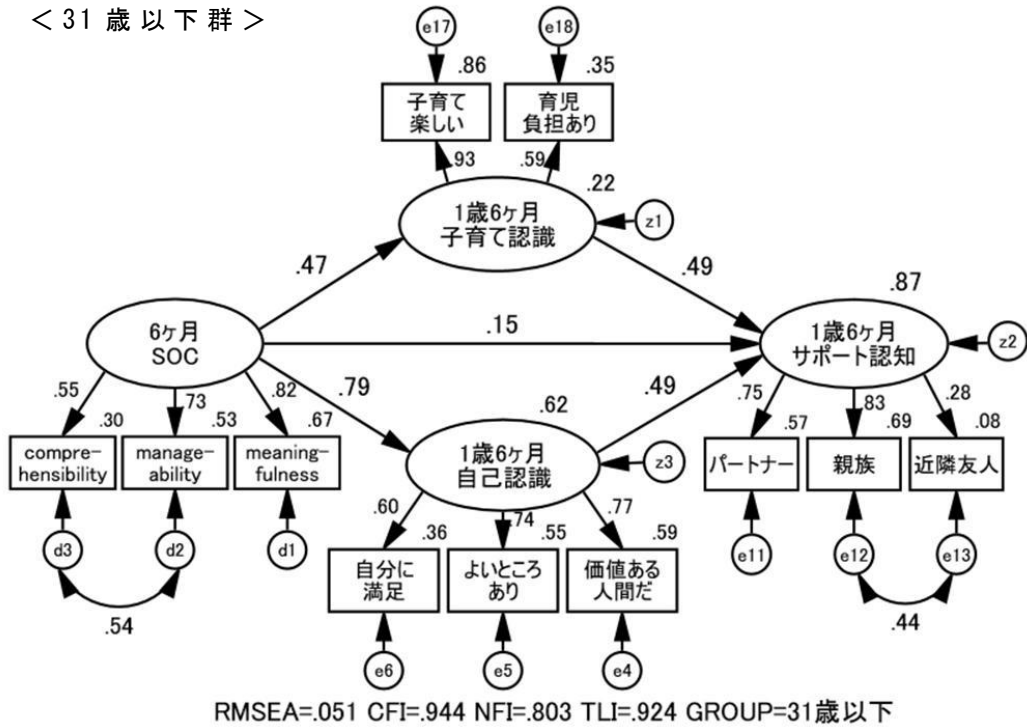 ＜31歳以下群＞
e17
e18
.86
.35
子育て
楽しい
育児
負担あり
.93
.59
.22
1歳6ヶ月
子育て認識
z1
.47
.49
.87
6ヶ月
SOC
.15
1歳6ヶ月
サポート認知
z2
.55
.73
.82
.79
.49
.75
.83
.28
.30
.53
.67
.62
.57
.69
.08
compre-
hensibility
manage-
ability
meaning-
fulness
1歳6ヶ月
自己認識
z3
パートナー
親族
近隣友人
.60
.74
.77
.36
.55
.59
d3
d2
d1
e11
e12
e13
自分に
満足
よいところ
あり
価値ある
人間だ
.54
.44
e6
e5
e4
RMSEA=.051 CFI=.944 NFI=.803 TLI=.924 GROUP=31歳以下